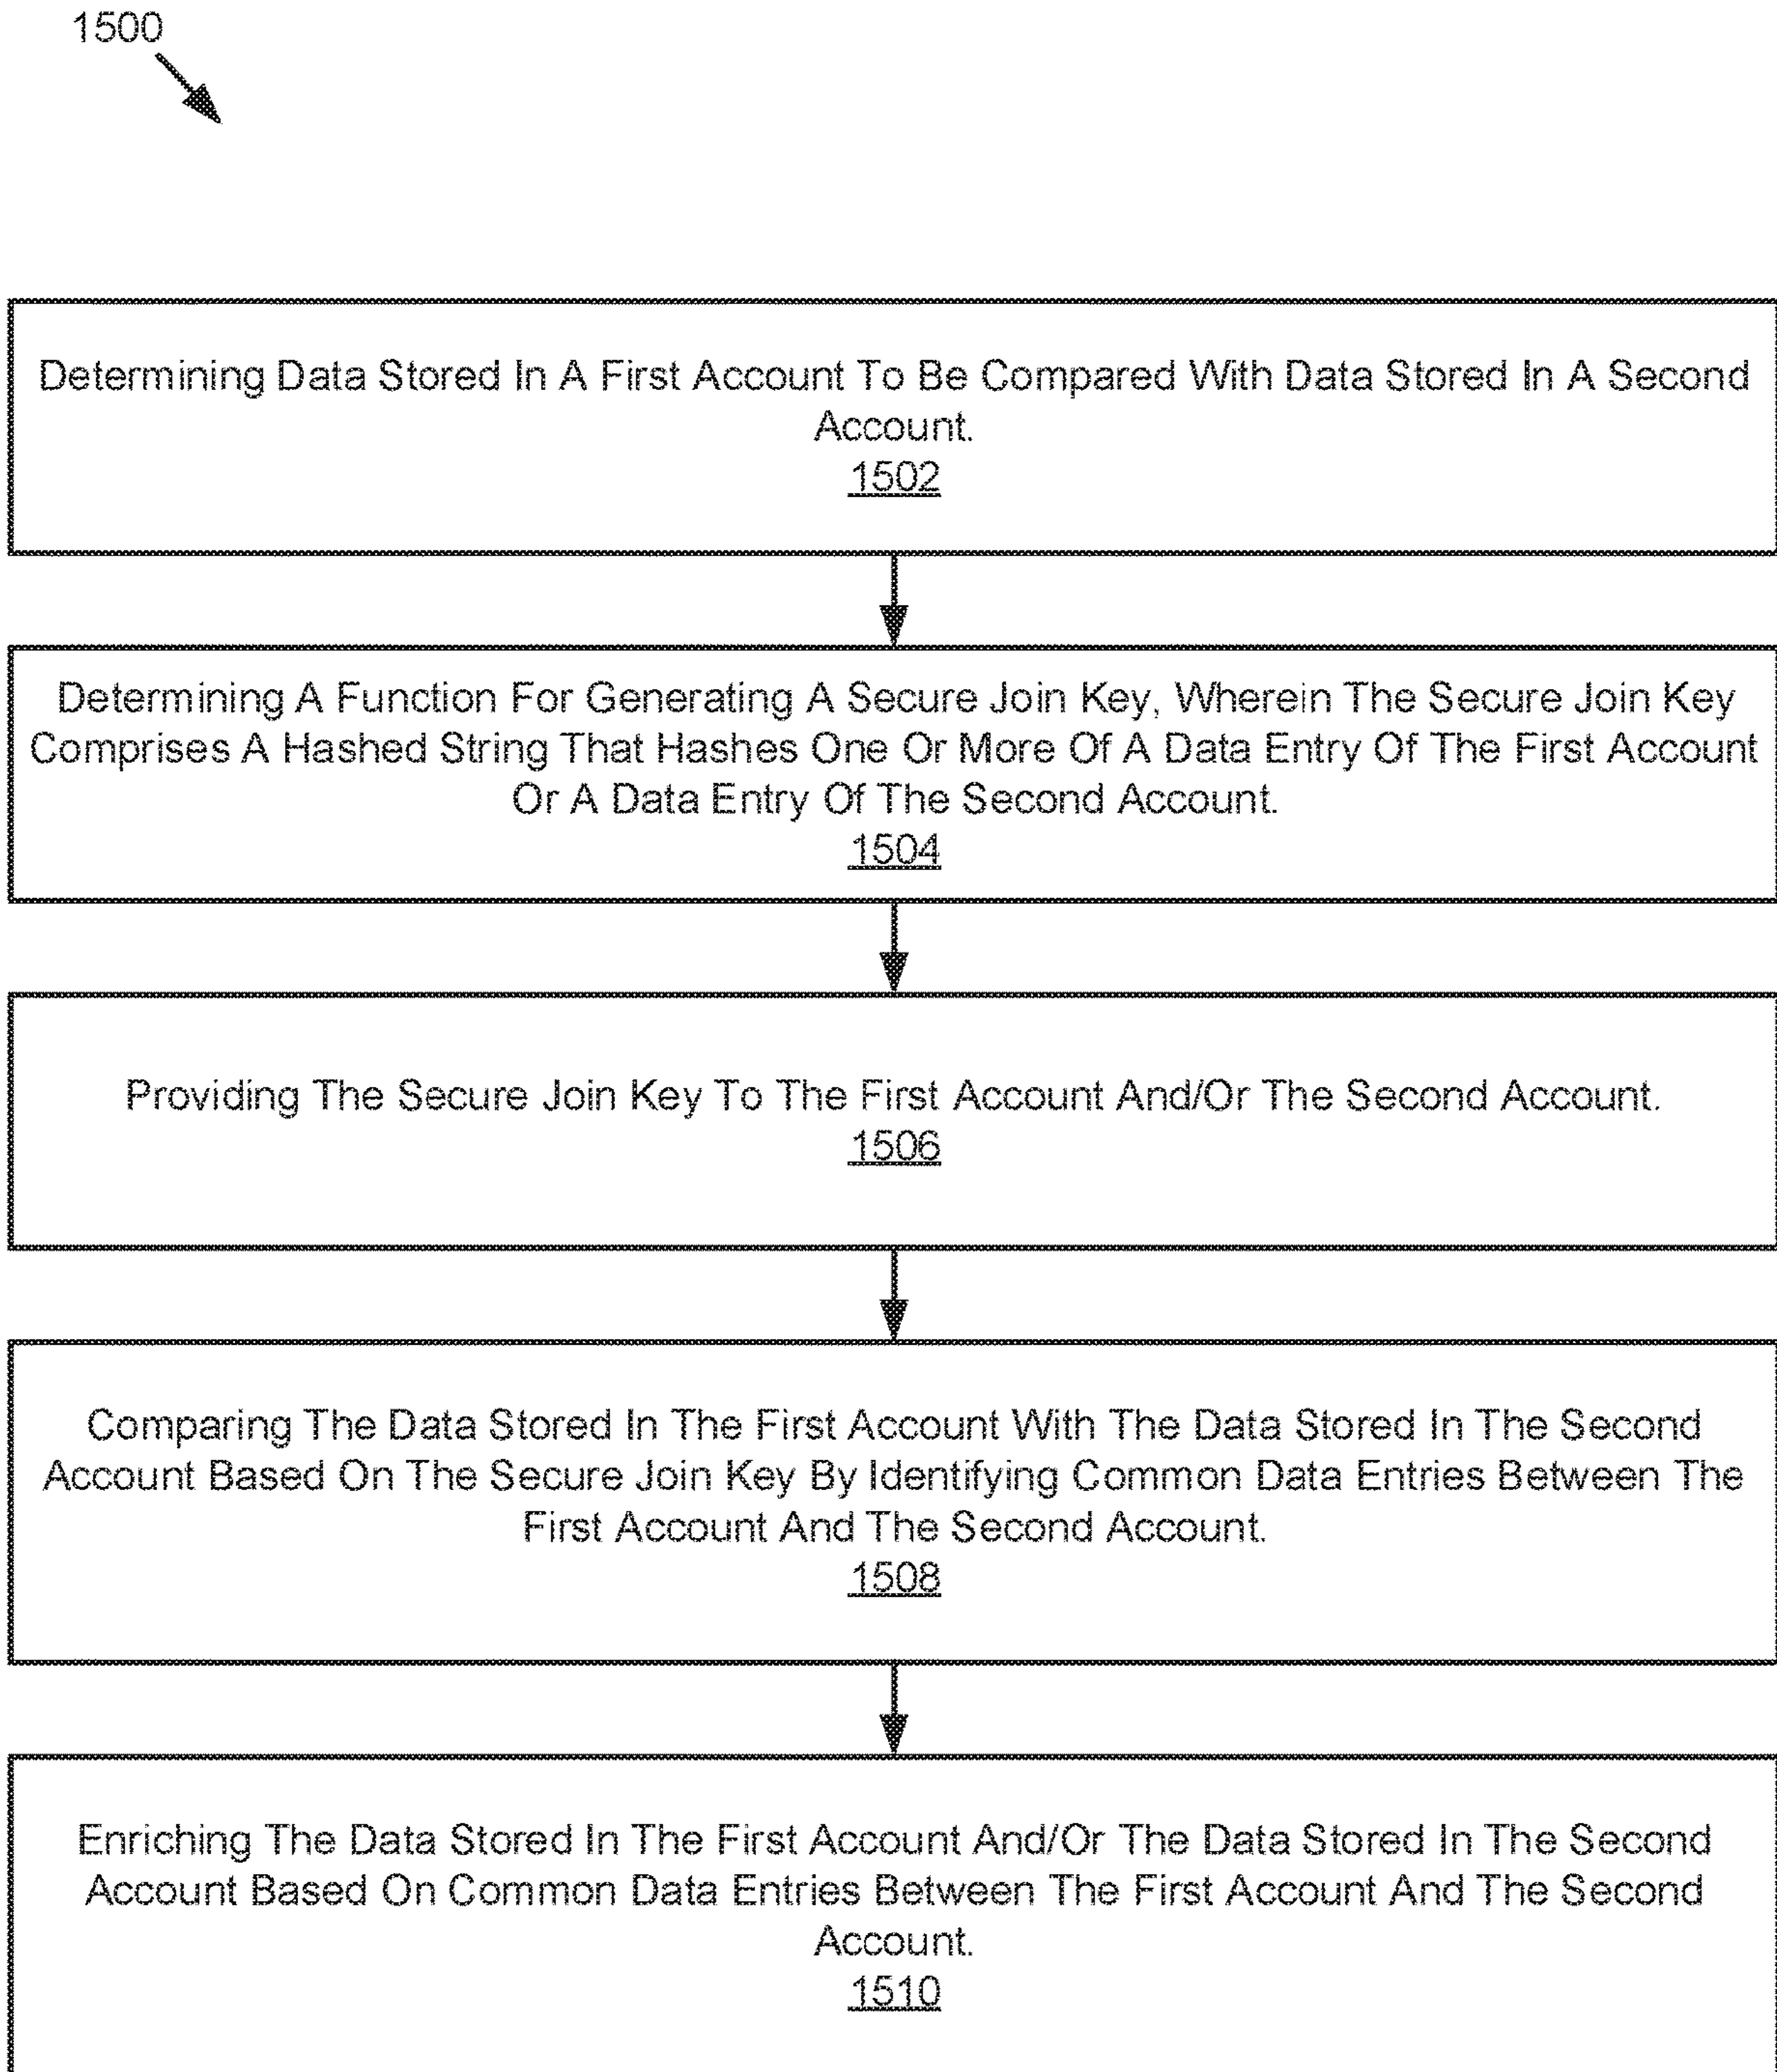 1500
Determining Data Stored In A First Account To Be Compared With Data Stored In A Second
Account.
1502
Determining A Function For Generating A Secure Join Key, Wherein The Secure Join Key
Comprises A Hashed String That Hashes One Or More Of A Data Entry Of The First Account
Or A Data Entry Of The Second Account.
1504
Providing The Secure Join Key To The First Account And/Or The Second Account.
1506
Comparing The Data Stored In The First Account With The Data Stored In The Second
Account Based On The Secure Join Key By Identifying Common Data Entries Between The
First Account And The Second Account.
1508
Enriching The Data Stored In The First Account And/Or The Data Stored In The Second
Account Based On Common Data Entries Between The First Account And The Second
Account.
1510